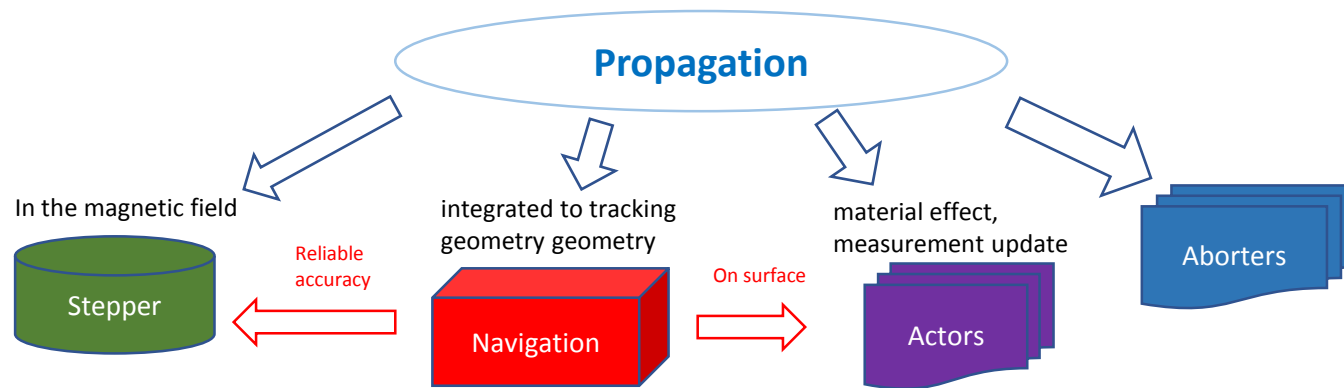 Propagation
In the magnetic field
integrated to tracking
geometry geometry
material effect,
measurement update
Reliable
accuracy
On surface
Stepper
Navigation
Actors
Aborters